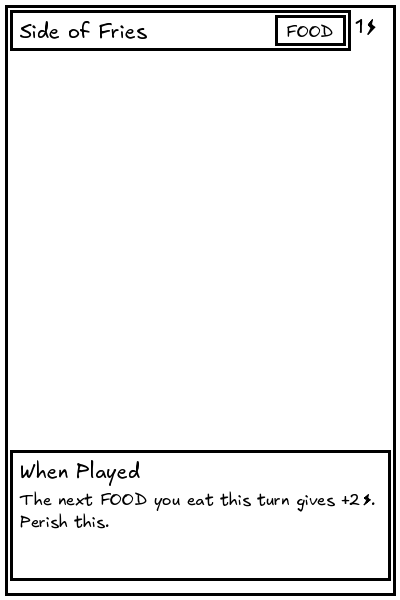 Side of Fries
FOOD
1⚡
When Played
The next FOOD you eat this turn gives +2⚡.
Perish this.